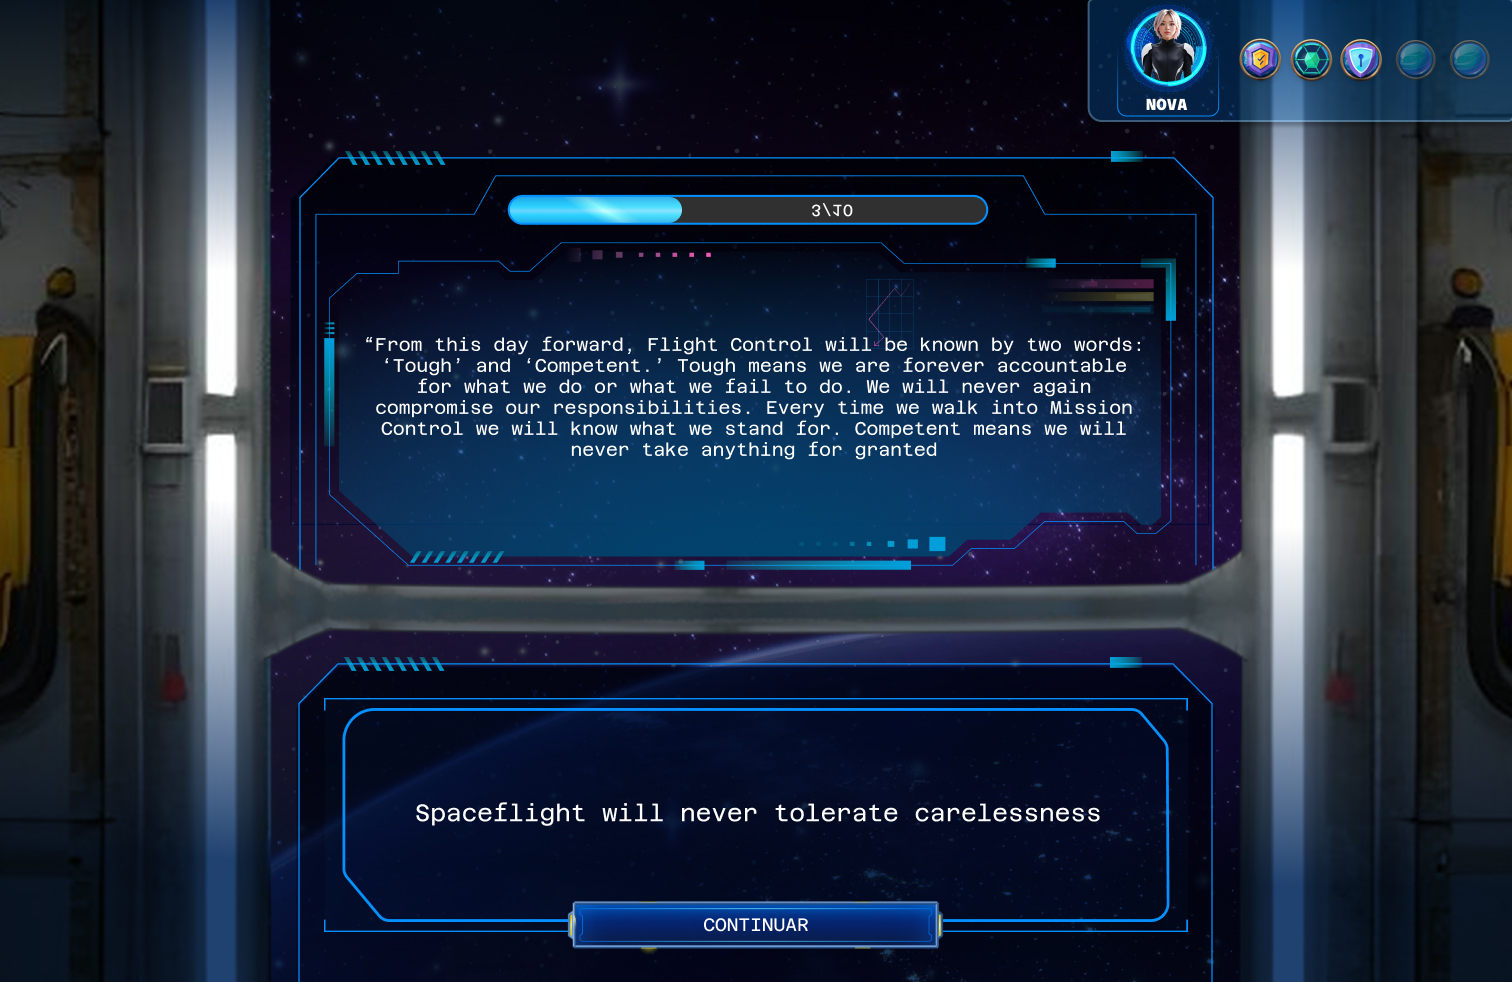 NOVA
3\10
“From this day forward, Flight Control will be known by two words:
‘Tough’ and ‘Competent.’ Tough means we are forever accountable
for what we do or what we fail to do. We will never again
compromise our responsibilities. Every time we walk into Mission
Control we will know what we stand for. Competent means we will
never take anything for granted
Spaceflight will never tolerate carelessness
CONTINUAR